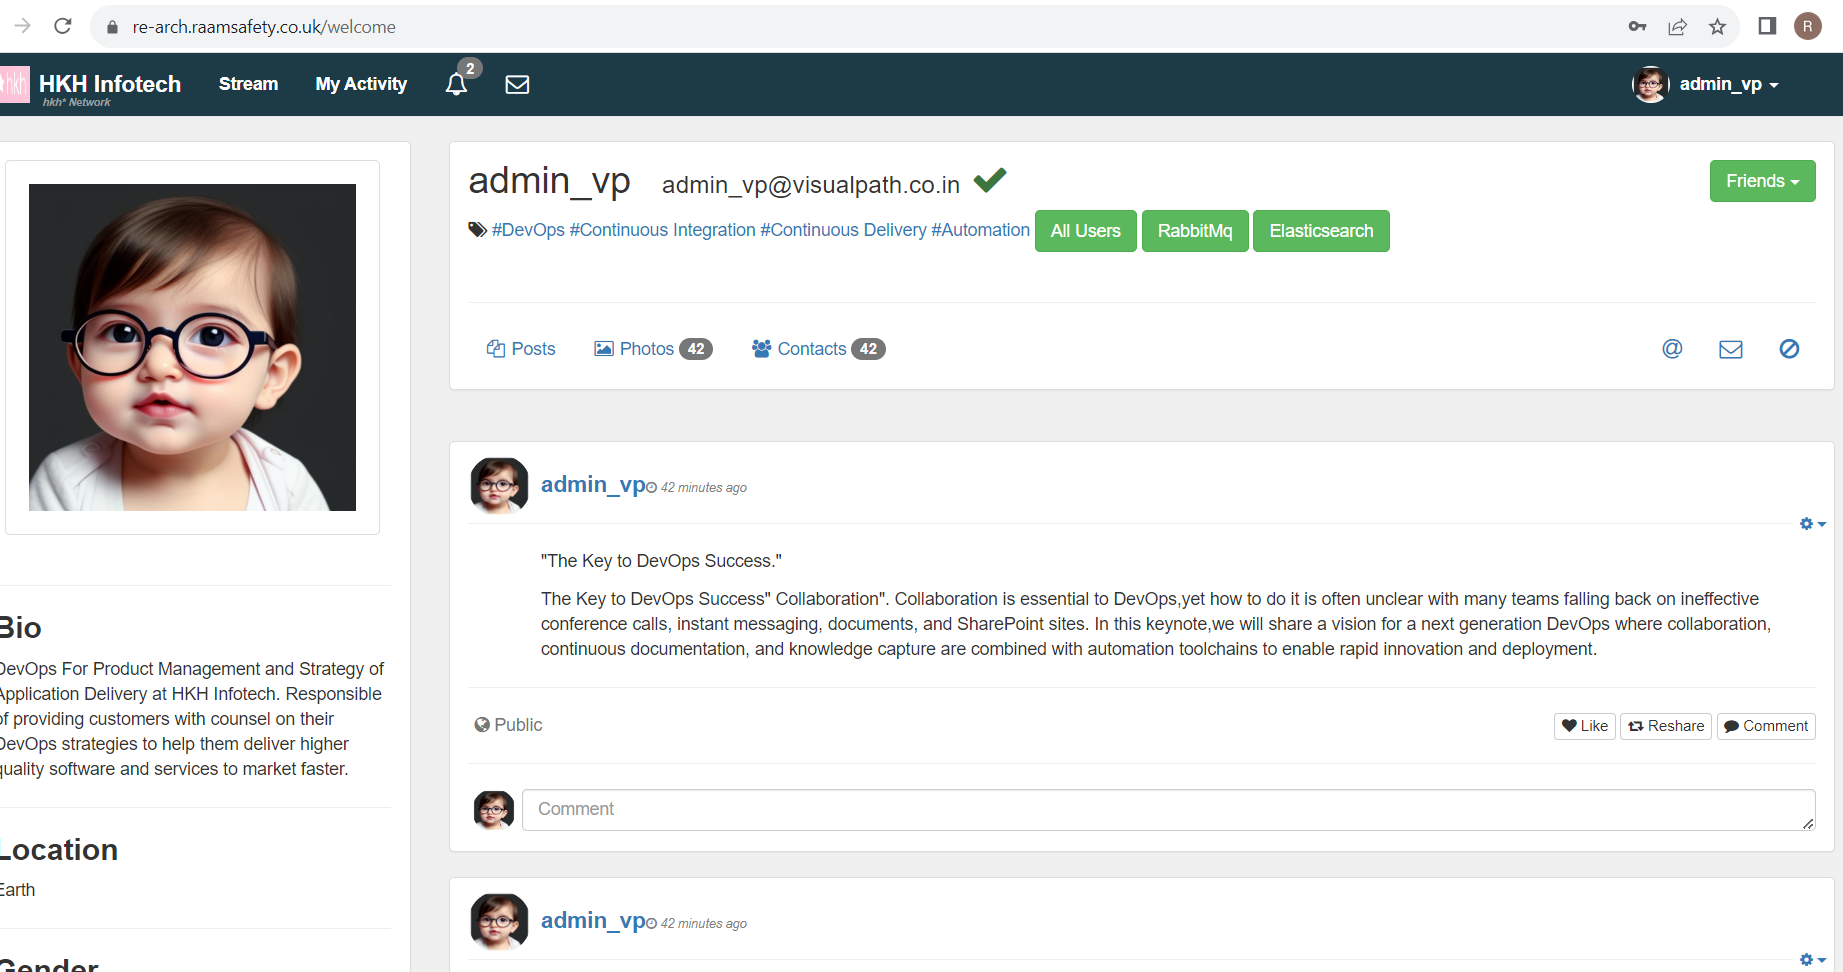 re-arch.raamsafety.co.uk/welcome
R
hkh
HKH Infotech
hkh* Network
Stream
My Activity
2
admin_vp
admin_vp admin_vp@visualpath.co.in
Friends
#DevOps #Continuous Integration #Continuous Delivery #Automation All Users RabbitMq Elasticsearch
Posts Photos 42 Contacts 42
@
admin_vp 42 minutes ago
"The Key to DevOps Success."
The Key to DevOps Success" Collaboration". Collaboration is essential to DevOps,yet how to do it is often unclear with many teams falling back on ineffective
conference calls, instant messaging, documents, and SharePoint sites. In this keynote,we will share a vision for a next generation DevOps where collaboration,
continuous documentation, and knowledge capture are combined with automation toolchains to enable rapid innovation and deployment.
Public
Like Reshare Comment
Comment
admin_vp 42 minutes ago
Bio
DevOps For Product Management and Strategy of
Application Delivery at HKH Infotech. Responsible
of providing customers with counsel on their
DevOps strategies to help them deliver higher
quality software and services to market faster.
Location
Earth
Gender